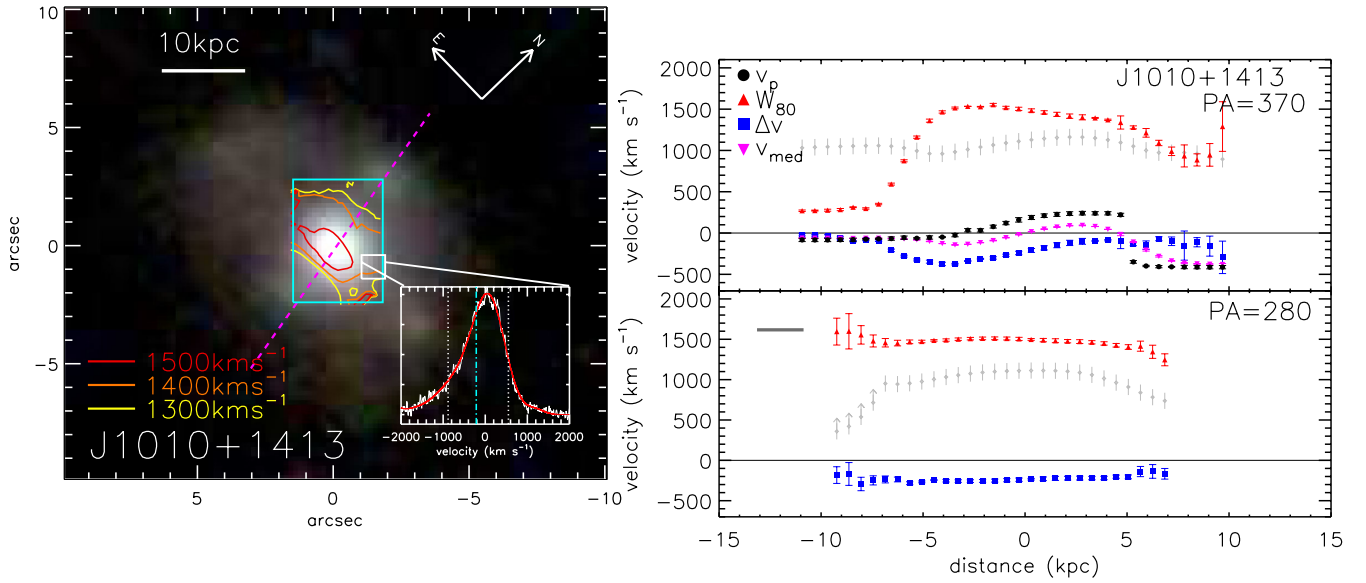 10
10kpc
E
N
5
0
-5
arcsec
2
1500kms⁻¹
1400kms⁻¹
1300kms⁻¹
J1010+1413
-2000 -1000 0 1000 2000
velocity (km s⁻¹)
5 0 -5 -10
arcsec
2000
1500
1000
500
0
-500
velocity (km s⁻¹)
v_p
W_80
Δv
v_med
J1010+1413
PA=370
2000
1500
1000
500
0
-500
velocity (km s⁻¹)
PA=280
-15 -10 -5 0 5 10 15
distance (kpc)